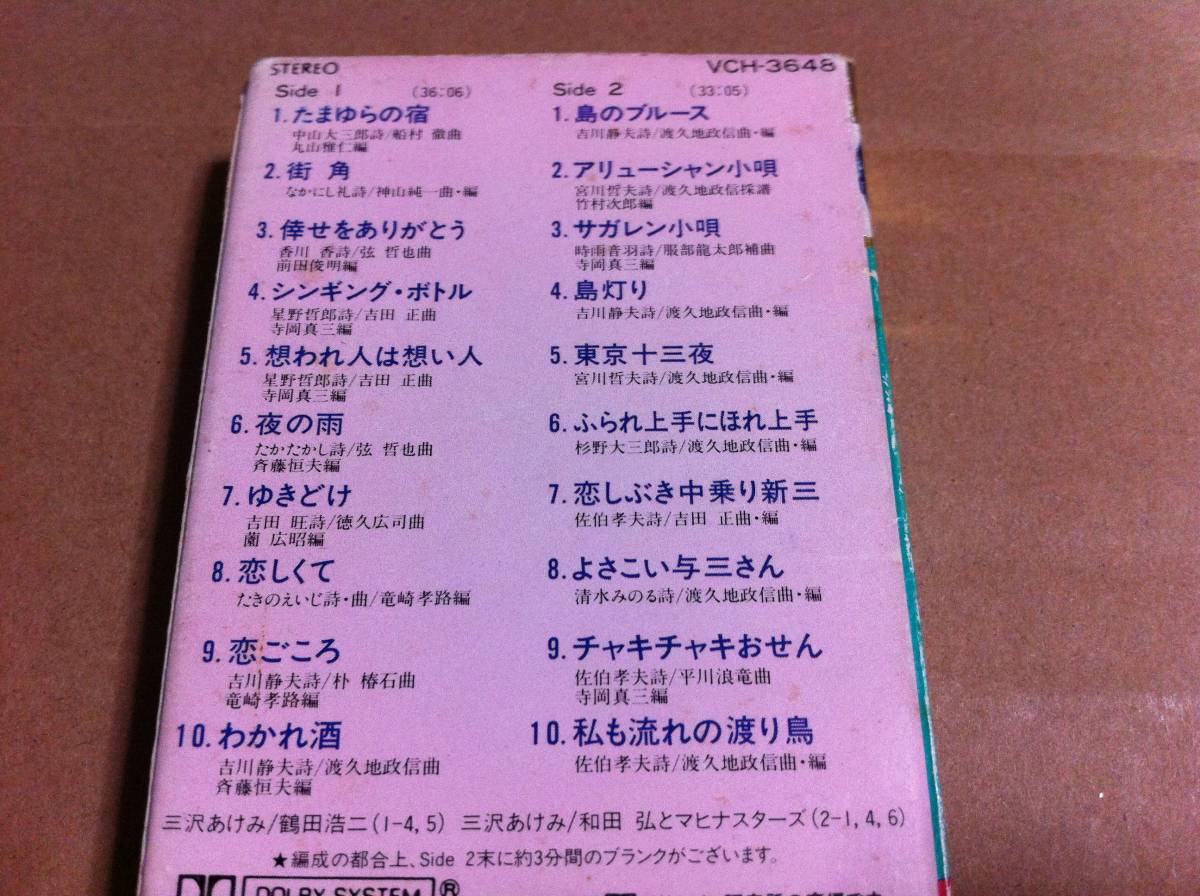 STEREO
VCH-3648
Side 1 (36:06)
1. たまゆらの宿
中山大三郎詩/船村 徹曲
丸山雅仁編
2. 街 角
なかにし礼詩/神山純一曲・編
3. 倖せをありがとう
香川 香詩/弦 哲也曲
前田俊明編
4. シンギング・ボトル
星野哲郎詩/吉田 正曲
寺岡真三編
5. 想われ人は想い人
星野哲郎詩/吉田 正曲
寺岡真三編
6. 夜の雨
たかたかし詩/弦 哲也曲
斉藤恒夫編
7. ゆきどけ
吉田 旺詩/徳久広司曲
蘭 広昭編
8. 恋しくて
たきのえいじ詩・曲/竜崎孝路編
9. 恋ごころ
吉川静夫詩/朴 椿石曲
竜崎孝路編
10. わかれ酒
吉川静夫詩/渡久地政信曲
斉藤恒夫編
Side 2 (33:05)
1. 島のブルース
吉川静夫詩/渡久地政信曲・編
2. アリューシャン小唄
宮川哲夫詩/渡久地政信採譜
竹村次郎編
3. サガレン小唄
時雨音羽詩/服部龍太郎補曲
寺岡真三編
4. 島灯り
吉川静夫詩/渡久地政信曲・編
5. 東京十三夜
宮川哲夫詩/渡久地政信曲・編
6. ふられ上手にほれ上手
杉野大三郎詩/渡久地政信曲・編
7. 恋しぶき中乗り新三
佐伯孝夫詩/吉田 正曲・編
8. よさこい与三さん
清水みのる詩/渡久地政信曲・編
9. チャキチャキおせん
佐伯孝夫詩/平川浪竜曲
寺岡真三編
10. 私も流れの渡り鳥
佐伯孝夫詩/渡久地政信曲・編
三沢あけみ/鶴田浩二(1-4, 5) 三沢あけみ/和田 弘とマヒナスターズ(2-1, 4, 6)
★編成の都合上、Side 2末に約3分間のブランクがございます。
DOLBY SYSTEM ®